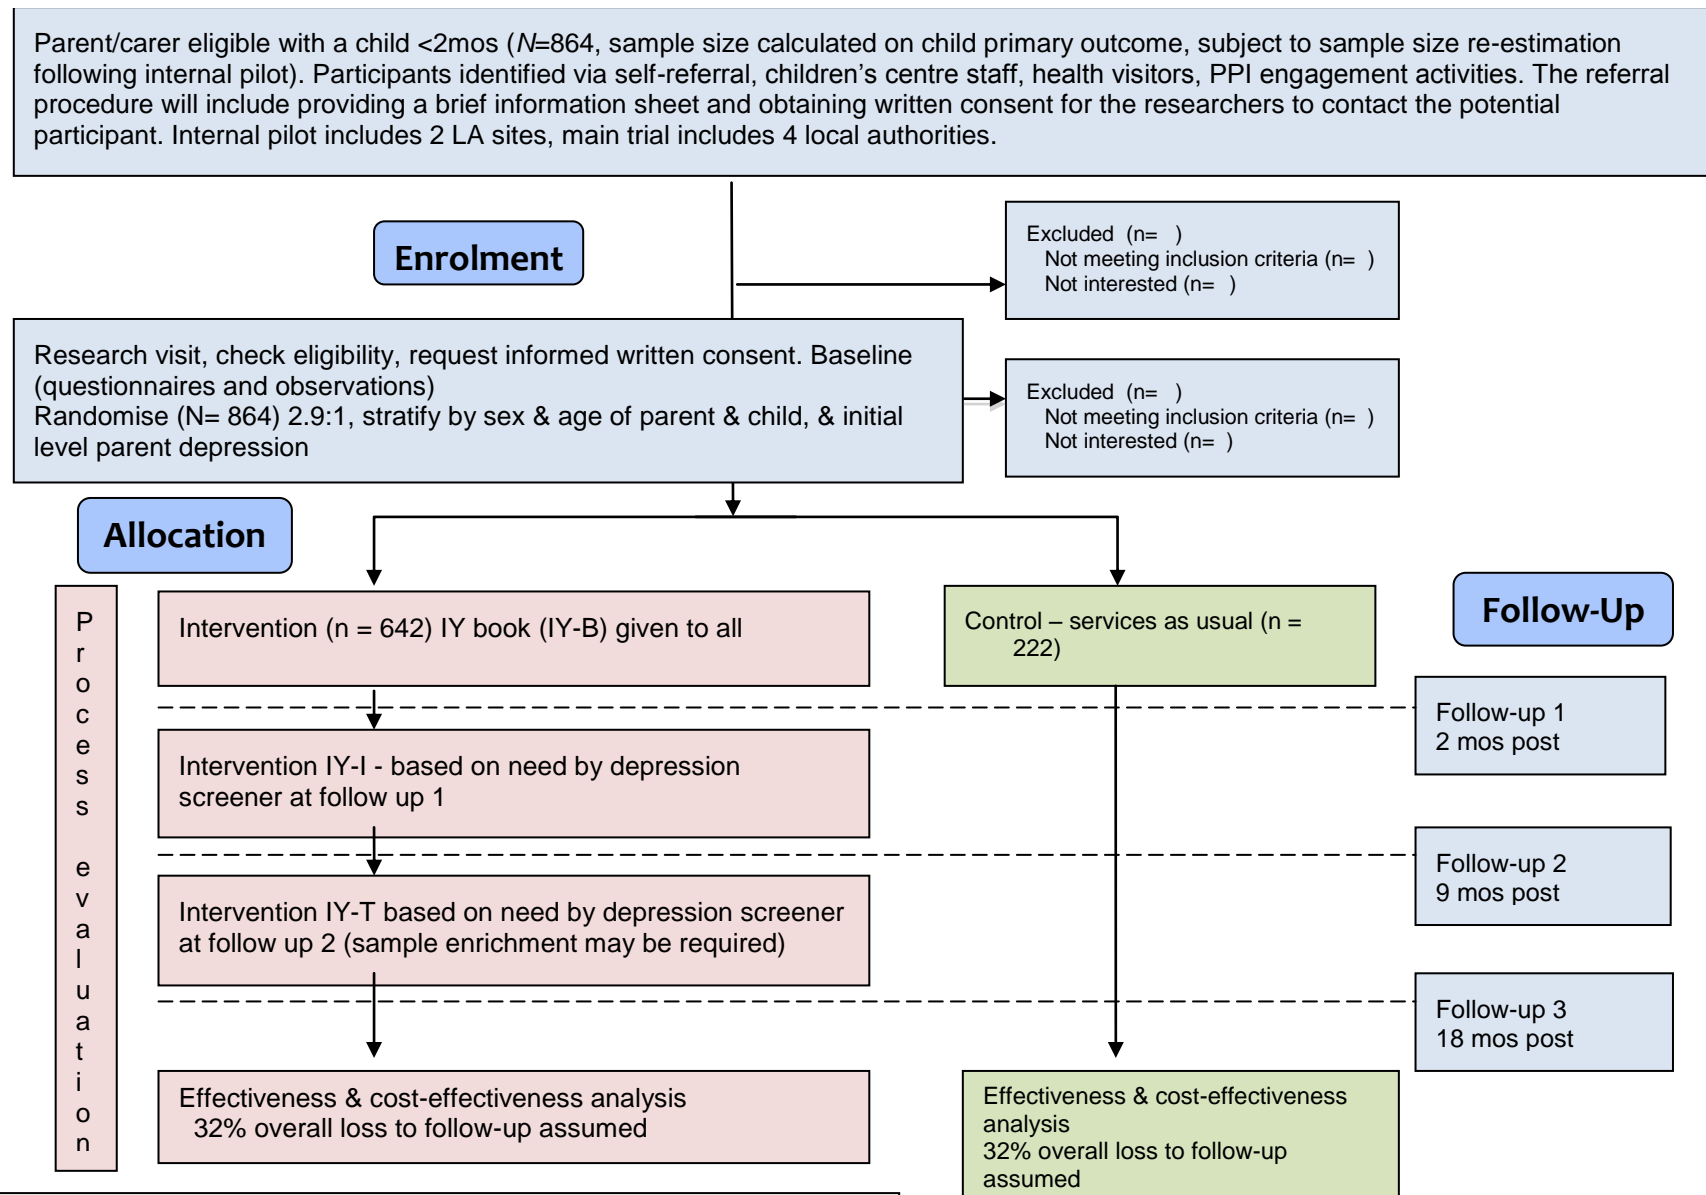 Parent/carer eligible with a child <2mos (N=864, sample size calculated on child primary outcome, subject to sample size re-estimation
following internal pilot). Participants identified via self-referral, children's centre staff, health visitors, PPI engagement activities. The referral
procedure will include providing a brief information sheet and obtaining written consent for the researchers to contact the potential
participant. Internal pilot includes 2 LA sites, main trial includes 4 local authorities.
Enrolment
Excluded (n= )
Not meeting inclusion criteria (n= )
Not interested (n= )
Research visit, check eligibility, request informed written consent. Baseline
(questionnaires and observations)
Randomise (N= 864) 2.9:1, stratify by sex & age of parent & child, & initial
level parent depression
Excluded (n= )
Not meeting inclusion criteria (n= )
Not interested (n= )
Allocation
Process evaluation
Intervention (n = 642) IY book (IY-B) given to all
Control – services as usual (n =
222)
Follow-Up
Follow-up 1
2 mos post
Intervention IY-I - based on need by depression
screener at follow up 1
Follow-up 2
9 mos post
Intervention IY-T based on need by depression screener
at follow up 2 (sample enrichment may be required)
Follow-up 3
18 mos post
Effectiveness & cost-effectiveness analysis
32% overall loss to follow-up assumed
Effectiveness & cost-effectiveness
analysis
32% overall loss to follow-up
assumed